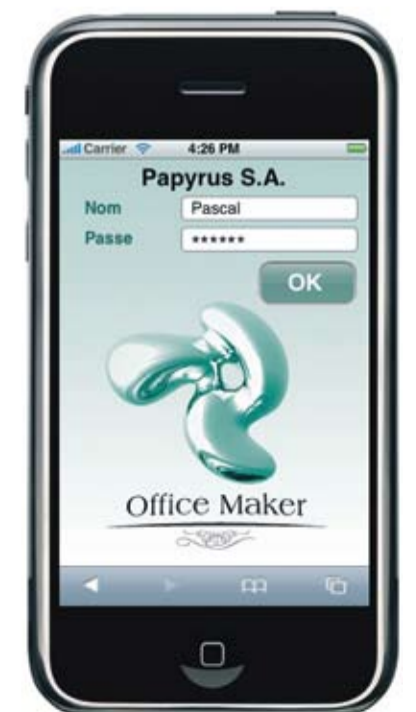 Carrier 4:26 PM
Papyrus S.A.
Nom Pascal
Passe ******
OK
Office Maker